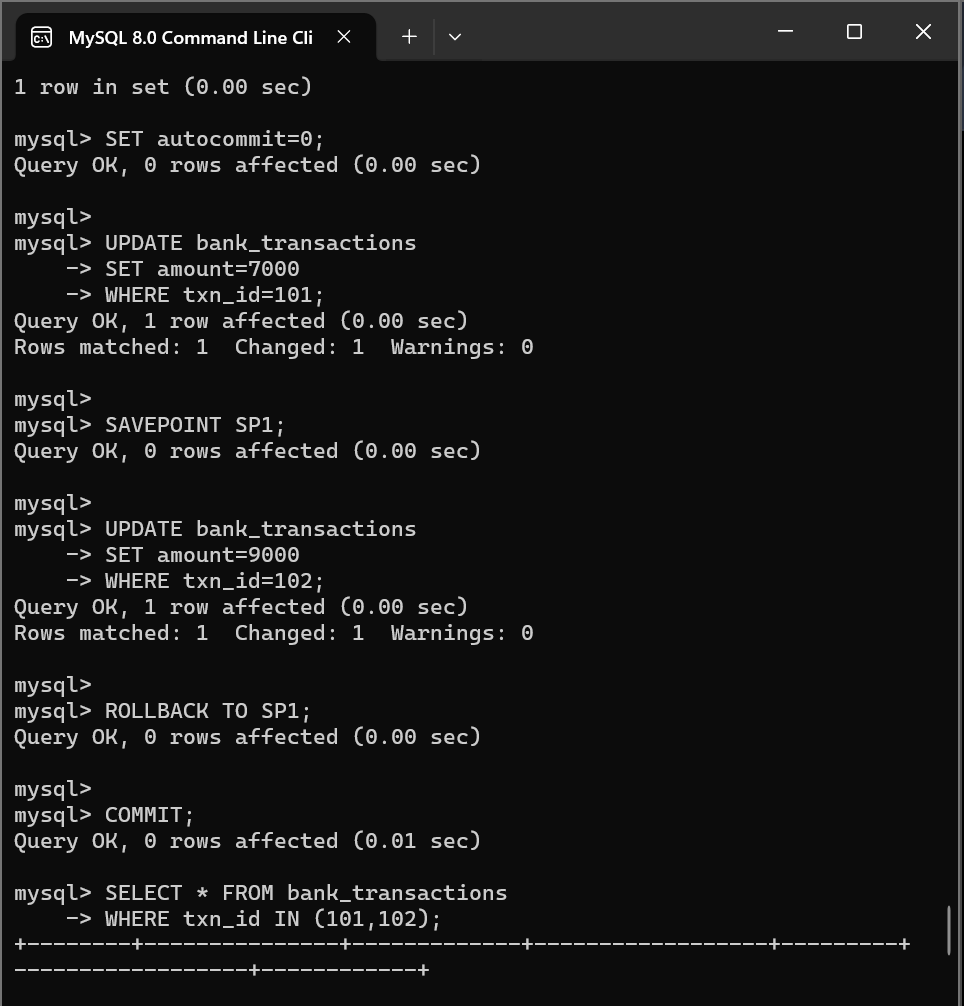 MySQL 8.0 Command Line Cli
1 row in set (0.00 sec)
mysql> SET autocommit=0;
Query OK, 0 rows affected (0.00 sec)
mysql>
mysql> UPDATE bank_transactions
    -> SET amount=7000
    -> WHERE txn_id=101;
Query OK, 1 row affected (0.00 sec)
Rows matched: 1  Changed: 1  Warnings: 0
mysql>
mysql> SAVEPOINT SP1;
Query OK, 0 rows affected (0.00 sec)
mysql>
mysql> UPDATE bank_transactions
    -> SET amount=9000
    -> WHERE txn_id=102;
Query OK, 1 row affected (0.00 sec)
Rows matched: 1  Changed: 1  Warnings: 0
mysql>
mysql> ROLLBACK TO SP1;
Query OK, 0 rows affected (0.00 sec)
mysql>
mysql> COMMIT;
Query OK, 0 rows affected (0.01 sec)
mysql> SELECT * FROM bank_transactions
    -> WHERE txn_id IN (101,102);
+--------+---------------+-------------+------------------+---------+
------------------+------------+